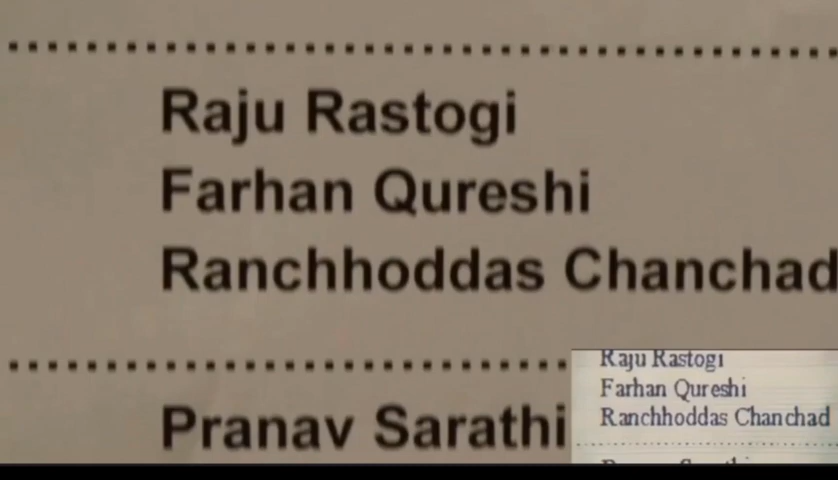 Raju Rastogi
Farhan Qureshi
Ranchhoddas Chanchad
Pranav Sarathi
Raju Rastogi
Farhan Qureshi
Ranchhoddas Chanchad